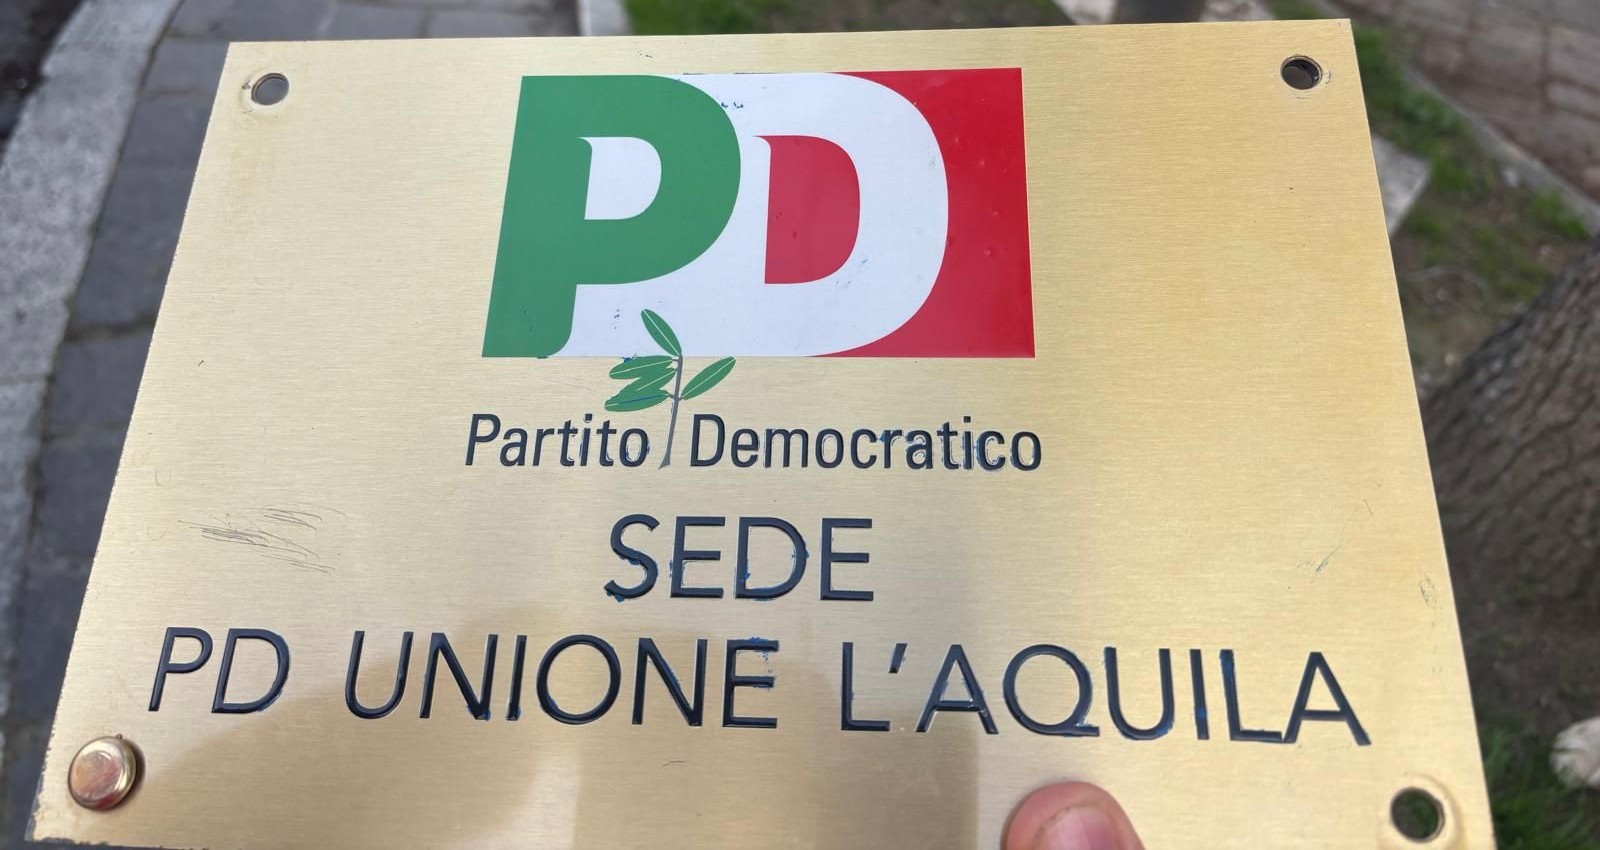 PD
Partito Democratico
SEDE
PD UNIONE L'AQUILA